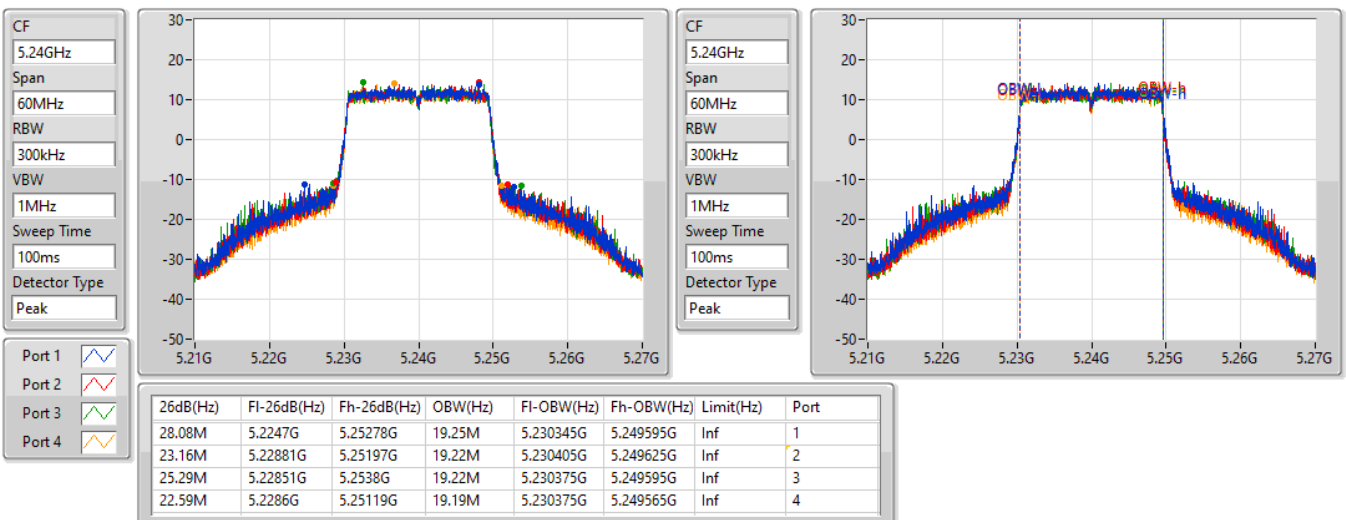 CF
5.24GHz
Span
60MHz
RBW
300kHz
VBW
1MHz
Sweep Time
100ms
Detector Type
Peak
30
20
10
0
-10
-20
-30
-40
-50
5.21G 5.22G 5.23G 5.24G 5.25G 5.26G 5.27G
CF
5.24GHz
Span
60MHz
RBW
300kHz
VBW
1MHz
Sweep Time
100ms
Detector Type
Peak
30
20
10
0
-10
-20
-30
-40
-50
OBW-h
5.21G 5.22G 5.23G 5.24G 5.25G 5.26G 5.27G
Port 1
Port 2
Port 3
Port 4
26dB(Hz) Fl-26dB(Hz) Fh-26dB(Hz) OBW(Hz) Fl-OBW(Hz) Fh-OBW(Hz) Limit(Hz) Port
28.08M 5.2247G 5.25278G 19.25M 5.230345G 5.249595G Inf 1
23.16M 5.22881G 5.25197G 19.22M 5.230405G 5.249625G Inf 2
25.29M 5.22851G 5.2538G 19.22M 5.230375G 5.249595G Inf 3
22.59M 5.2286G 5.25119G 19.19M 5.230375G 5.249565G Inf 4